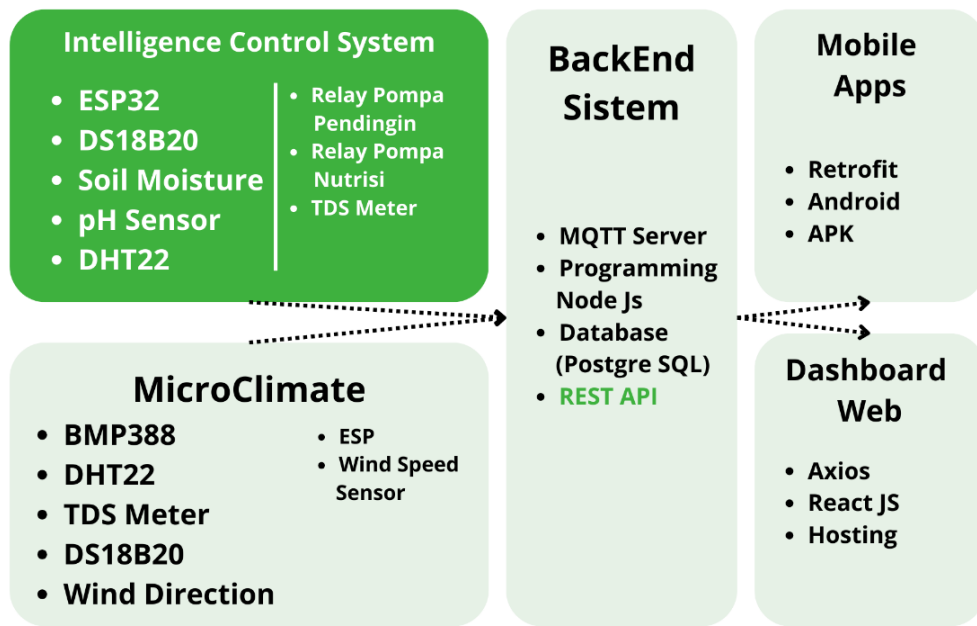 Intelligence Control System
• ESP32
• DS18B20
• Soil Moisture
• pH Sensor
• DHT22
• Relay Pompa
Pendingin
• Relay Pompa
Nutrisi
• TDS Meter
MicroClimate
• BMP388
• DHT22
• TDS Meter
• DS18B20
• Wind Direction
• ESP
• Wind Speed
Sensor
BackEnd
Sistem
• MQTT Server
• Programming
Node Js
• Database
(Postgre SQL)
• REST API
Mobile
Apps
• Retrofit
• Android
• APK
Dashboard
Web
• Axios
• React JS
• Hosting